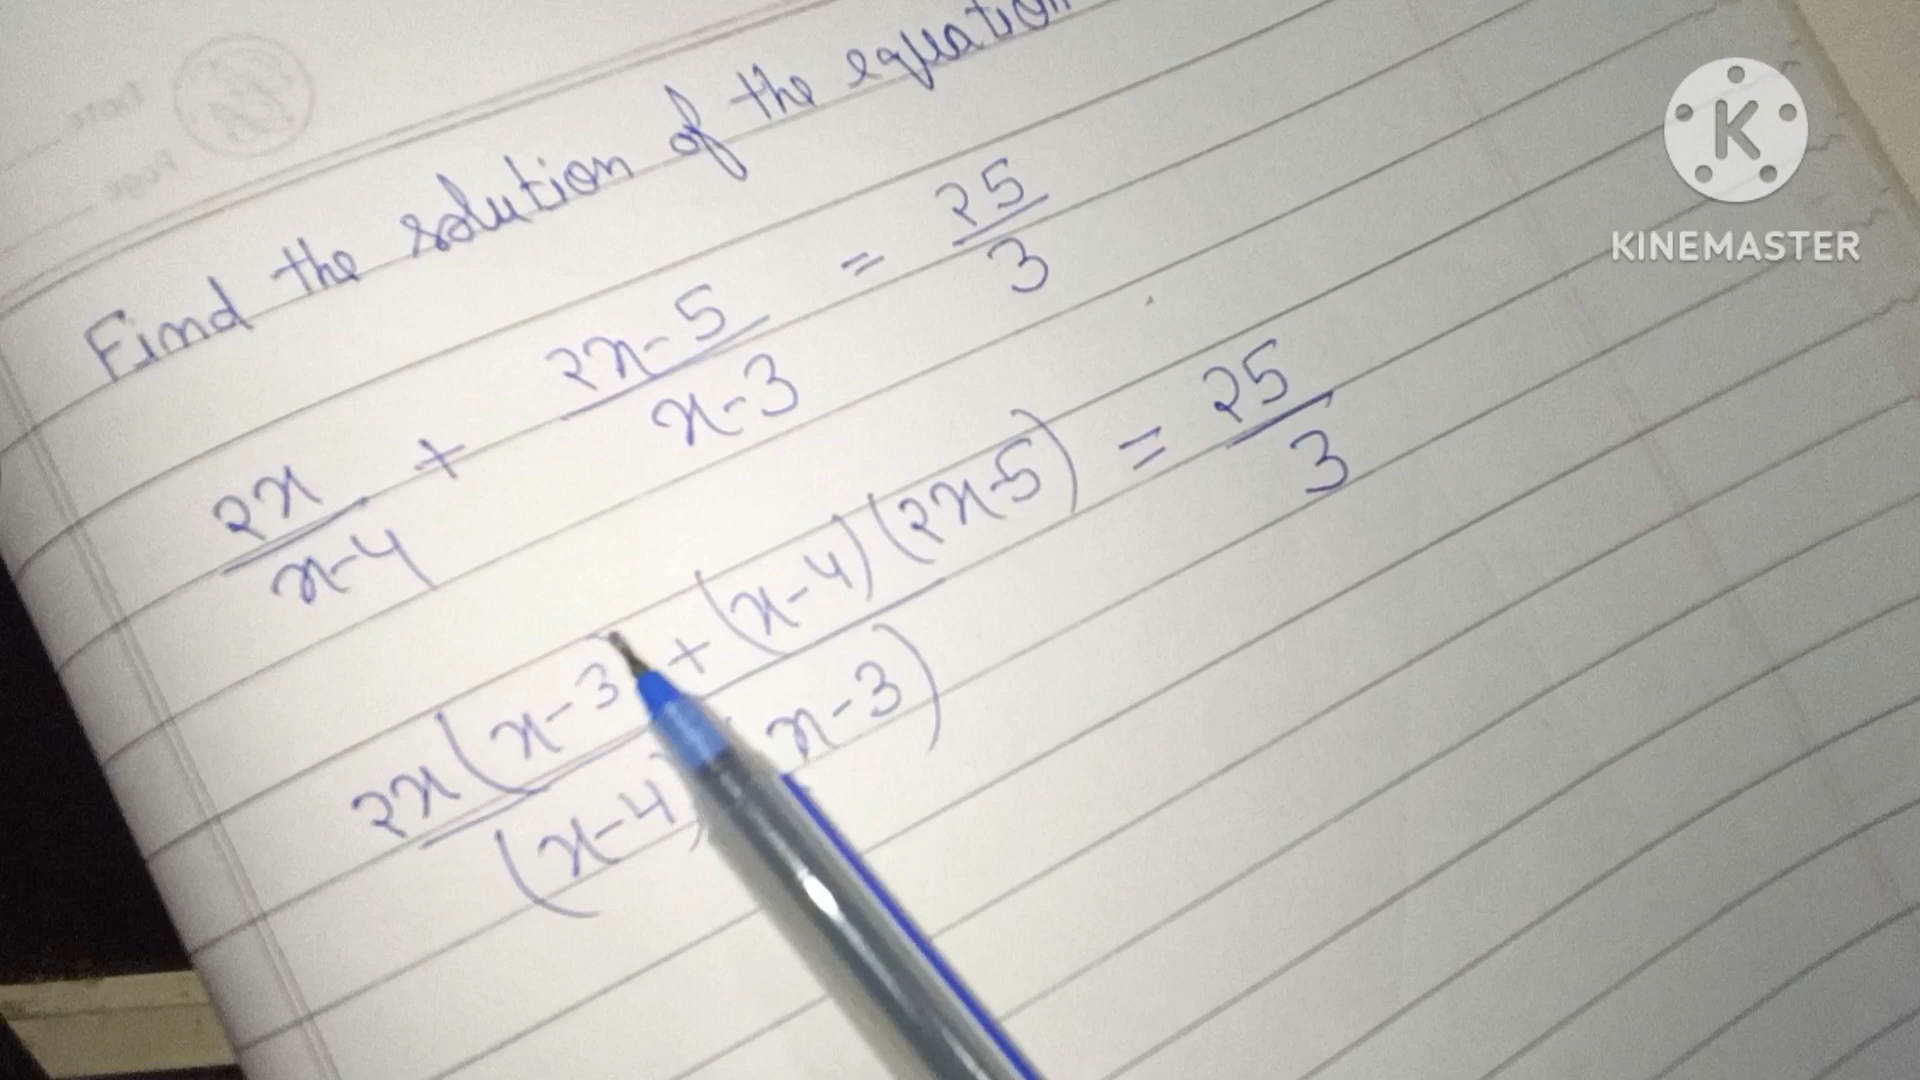 Find the solution of the equation
2x/x-4 + 2x-5/x-3 = 25/3
2x(x-3 + (x-4)(2x-5)/(x-4) x-3) = 25/3
KINEMASTER